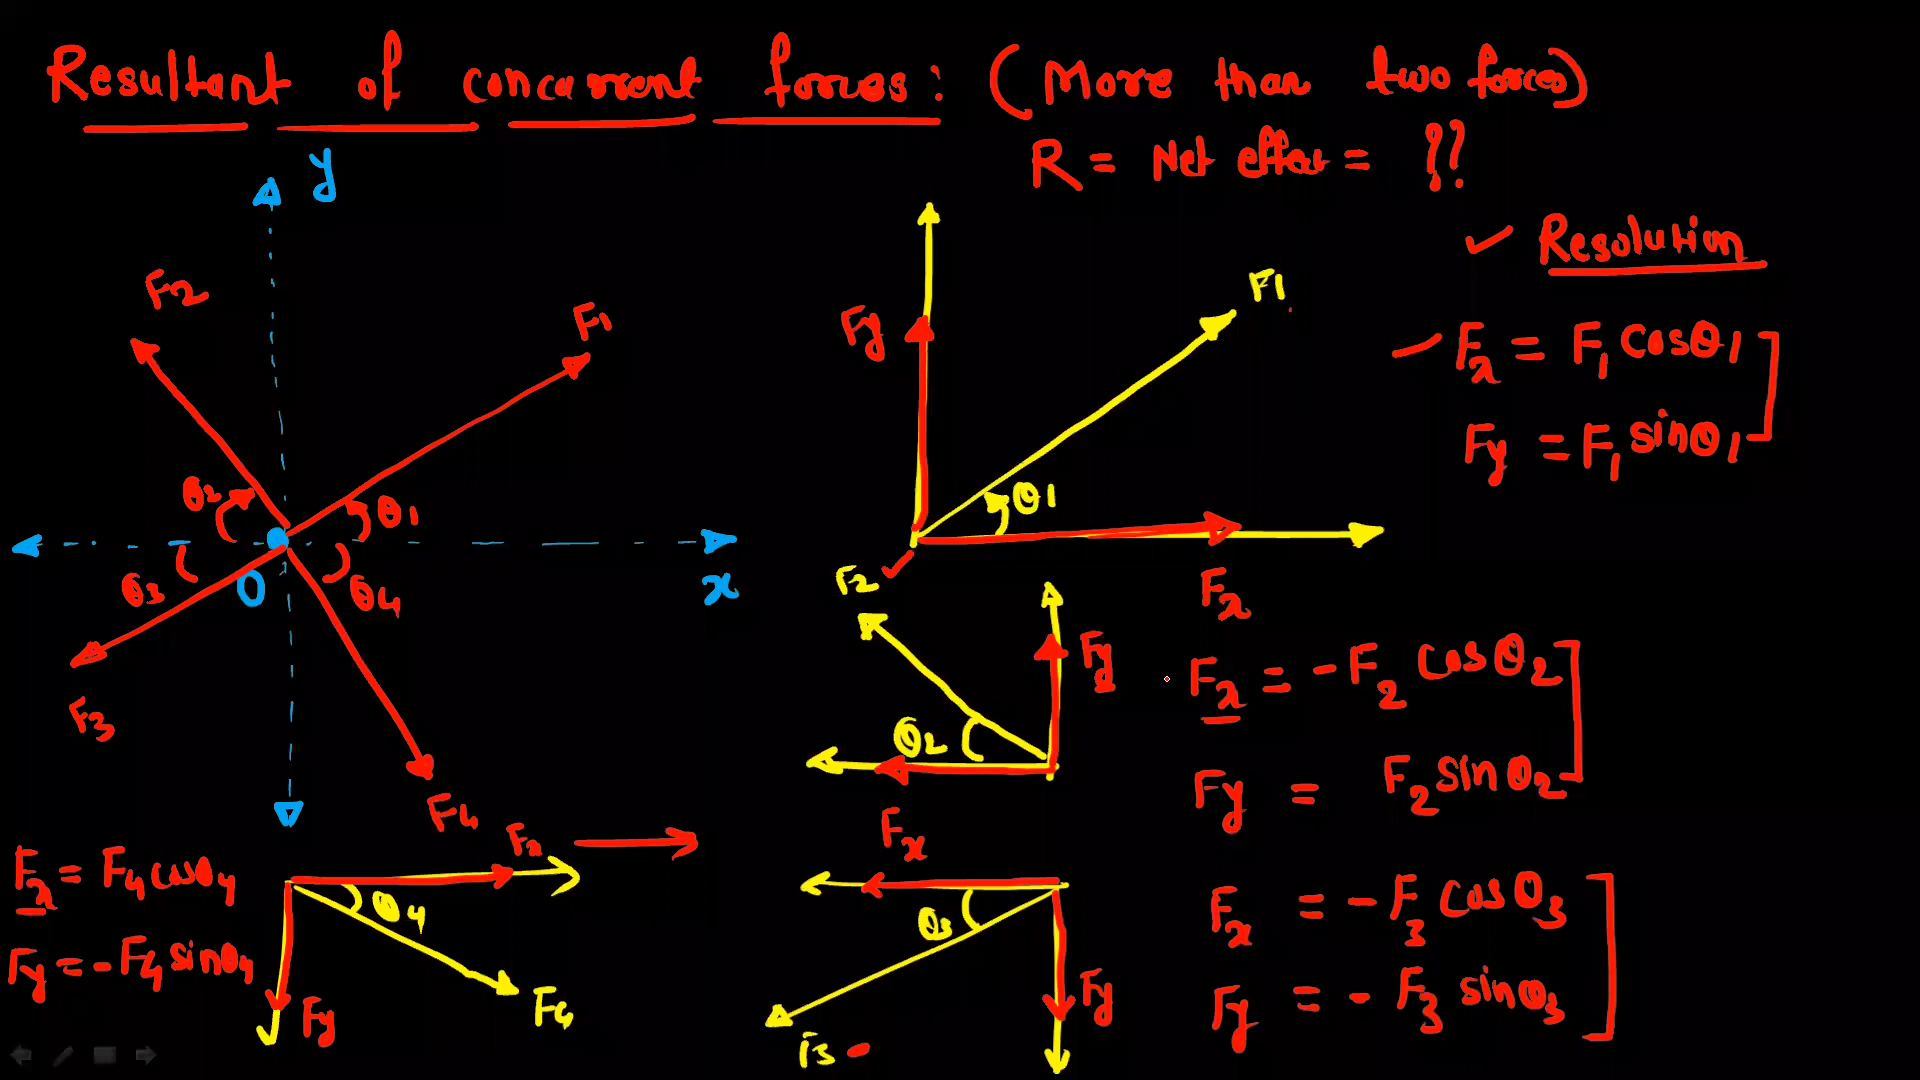 Resultant of concurrent forces: (More than two forces)
R = Net effect = ??
✓ Resolution
y
F2
F1
θ2
θ1
θ3
O
θ4
x
F3
F4
Fy
F1
θ1
Fx
Fx = F1 cosθ1
Fy = F1 sinθ1
F2
Fy
θ2
Fx
Fx = -F2 cosθ2
Fy = F2 sinθ2
Fx = F4 cosθ4
Fy = -F4 sinθ4
Fx
θ4
Fy
F4
θ3
Fy
Fx = -F3 cosθ3
Fy = -F3 sinθ3